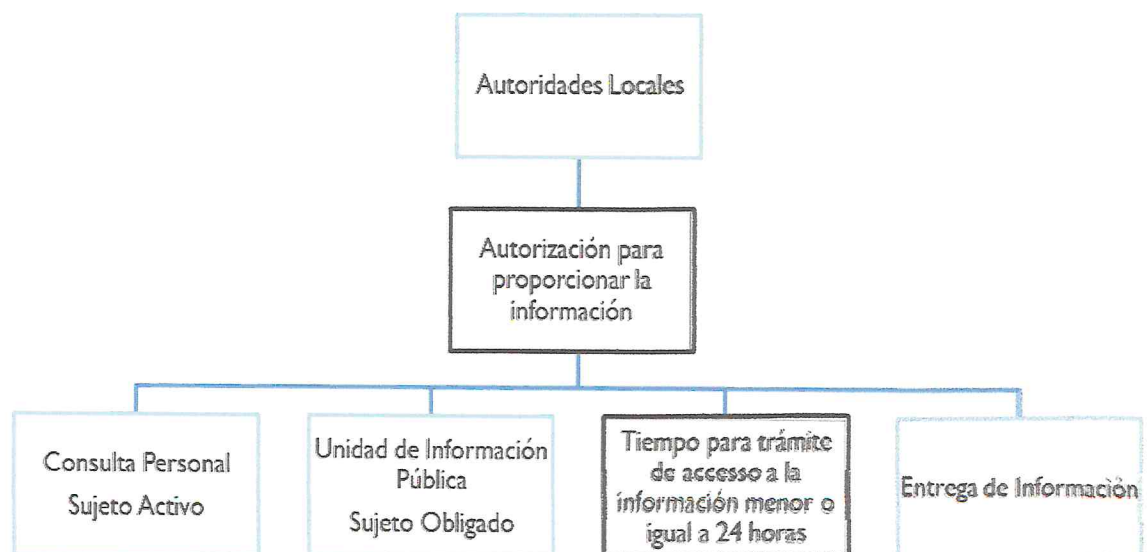 Autoridades Locales
Autorización para
proporcionar la
información
Consulta Personal
Sujeto Activo
Unidad de Información
Pública
Sujeto Obligado
Tiempo para trámite
de accesso a la
información menor o
igual a 24 horas
Entrega de Información